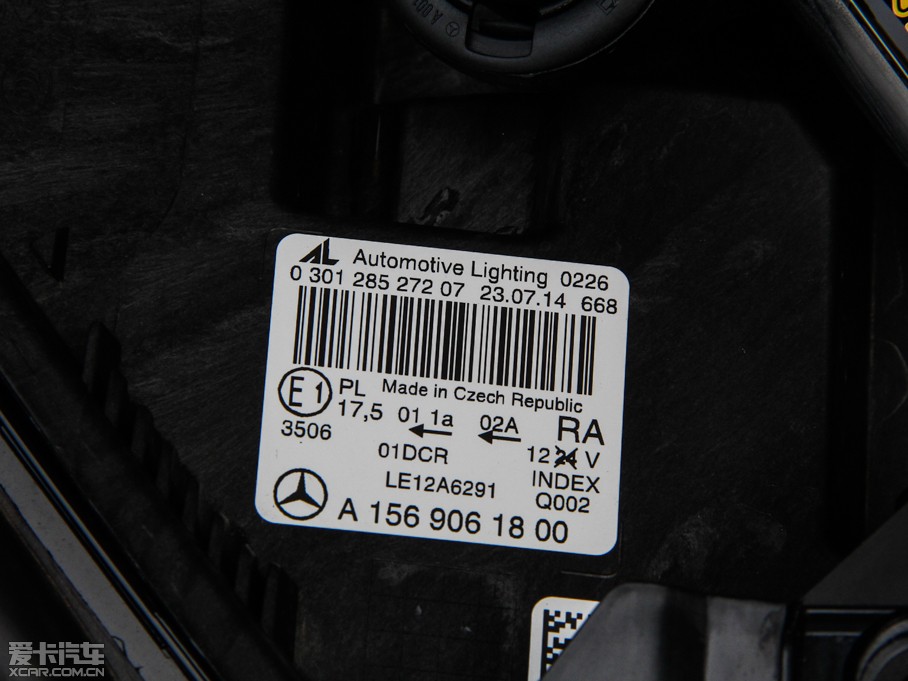 AL Automotive Lighting 0226
0 301 285 272 07 23.07.14 668
Made in Czech Republic
E1 PL
17,5 01 1a 02A RA
3506
01DCR 12 24 V
LE12A6291 INDEX
Q002
A 156 906 18 00
爱卡汽车
XCAR.COM.CN